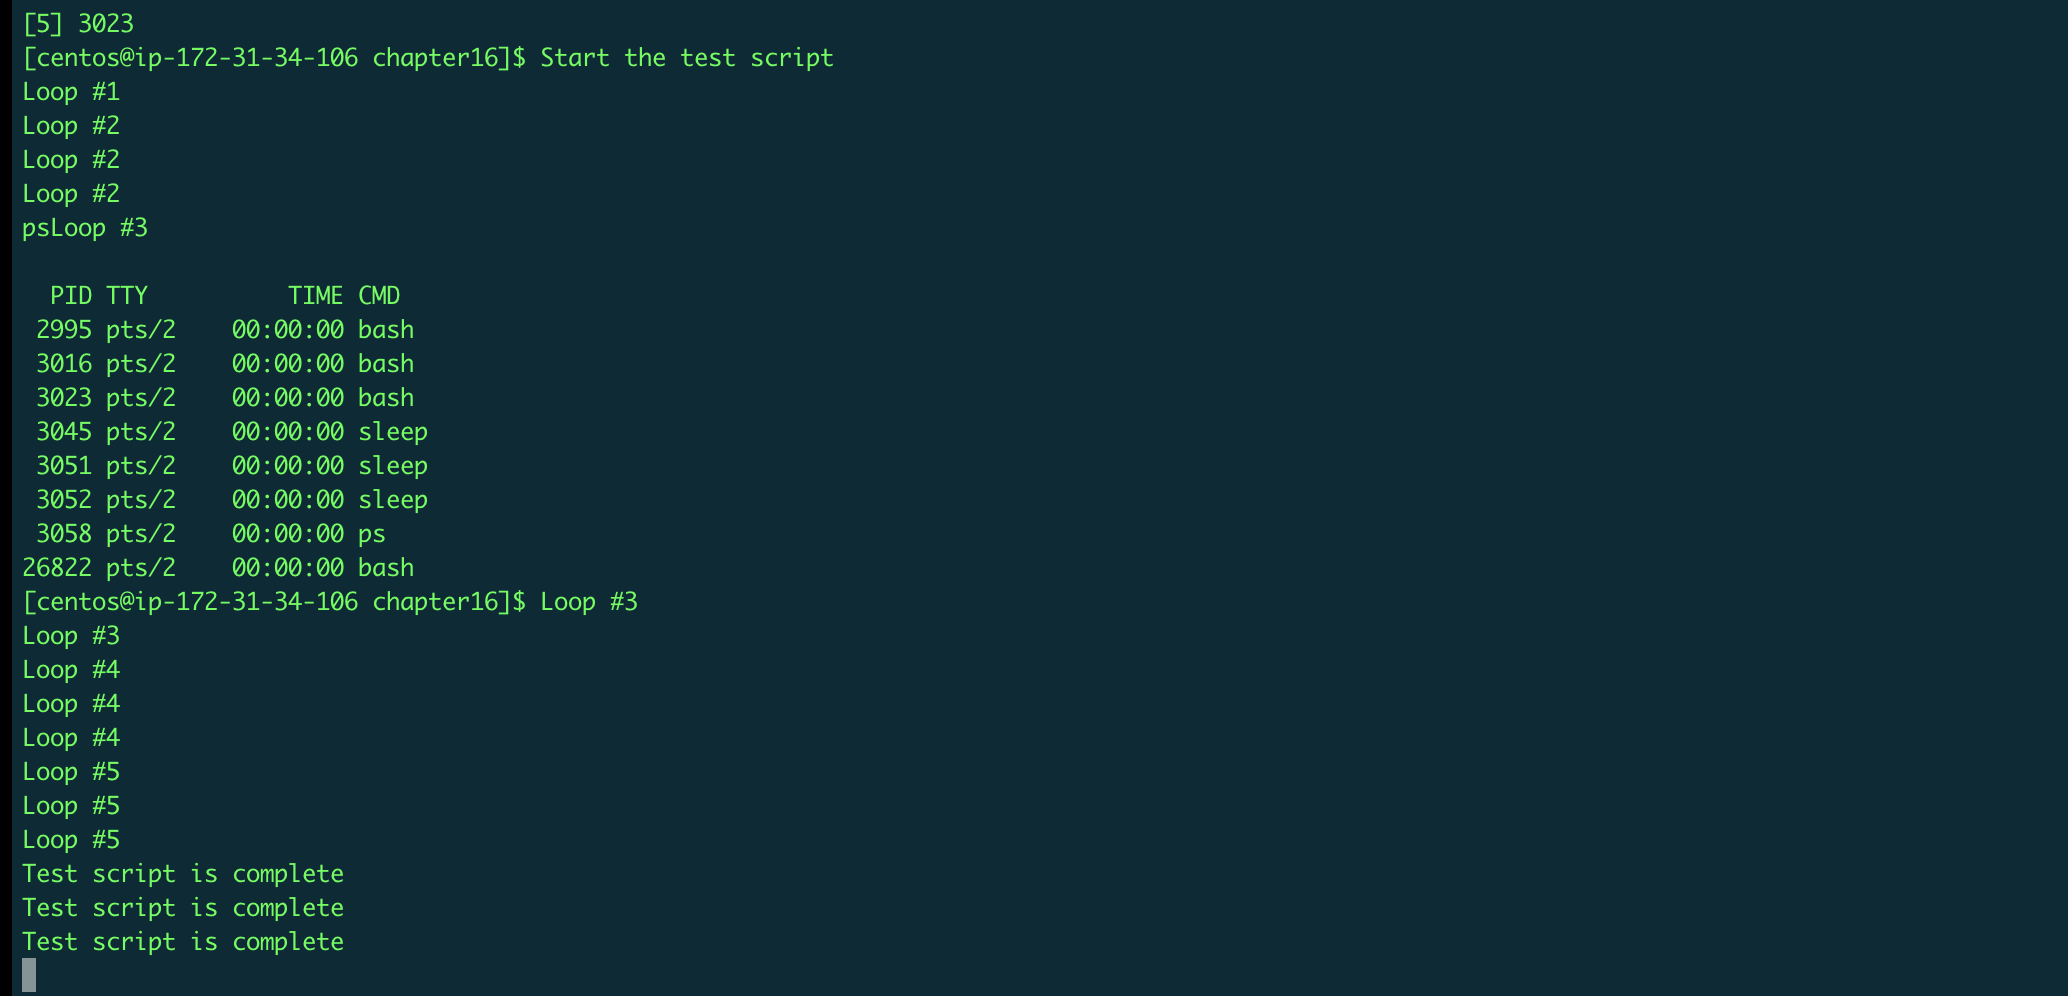 [5] 3023
[centos@ip-172-31-34-106 chapter16]$ Start the test script
Loop #1
Loop #2
Loop #2
Loop #2
psLoop #3
  PID TTY          TIME CMD
 2995 pts/2    00:00:00 bash
 3016 pts/2    00:00:00 bash
 3023 pts/2    00:00:00 bash
 3045 pts/2    00:00:00 sleep
 3051 pts/2    00:00:00 sleep
 3052 pts/2    00:00:00 sleep
 3058 pts/2    00:00:00 ps
26822 pts/2    00:00:00 bash
[centos@ip-172-31-34-106 chapter16]$ Loop #3
Loop #3
Loop #4
Loop #4
Loop #4
Loop #5
Loop #5
Loop #5
Test script is complete
Test script is complete
Test script is complete